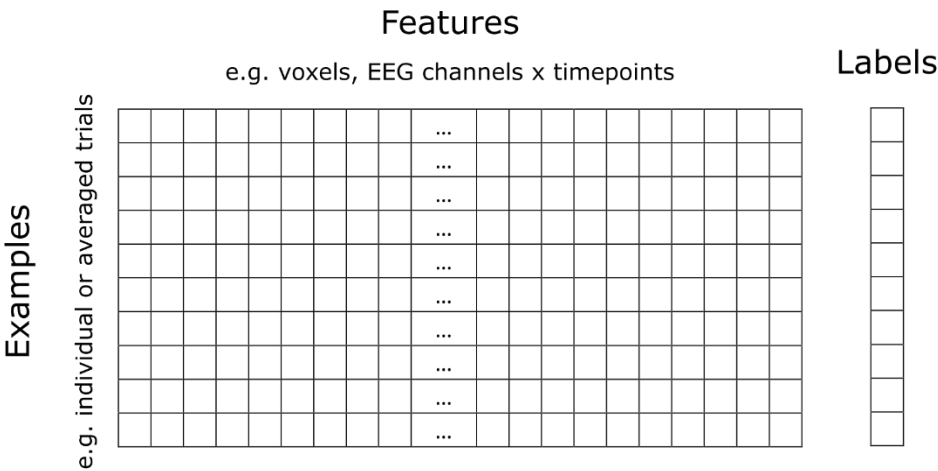 Features
e.g. voxels, EEG channels x timepoints
Labels
Examples
e.g. individual or averaged trials
...
...
...
...
...
...
...
...
...
...